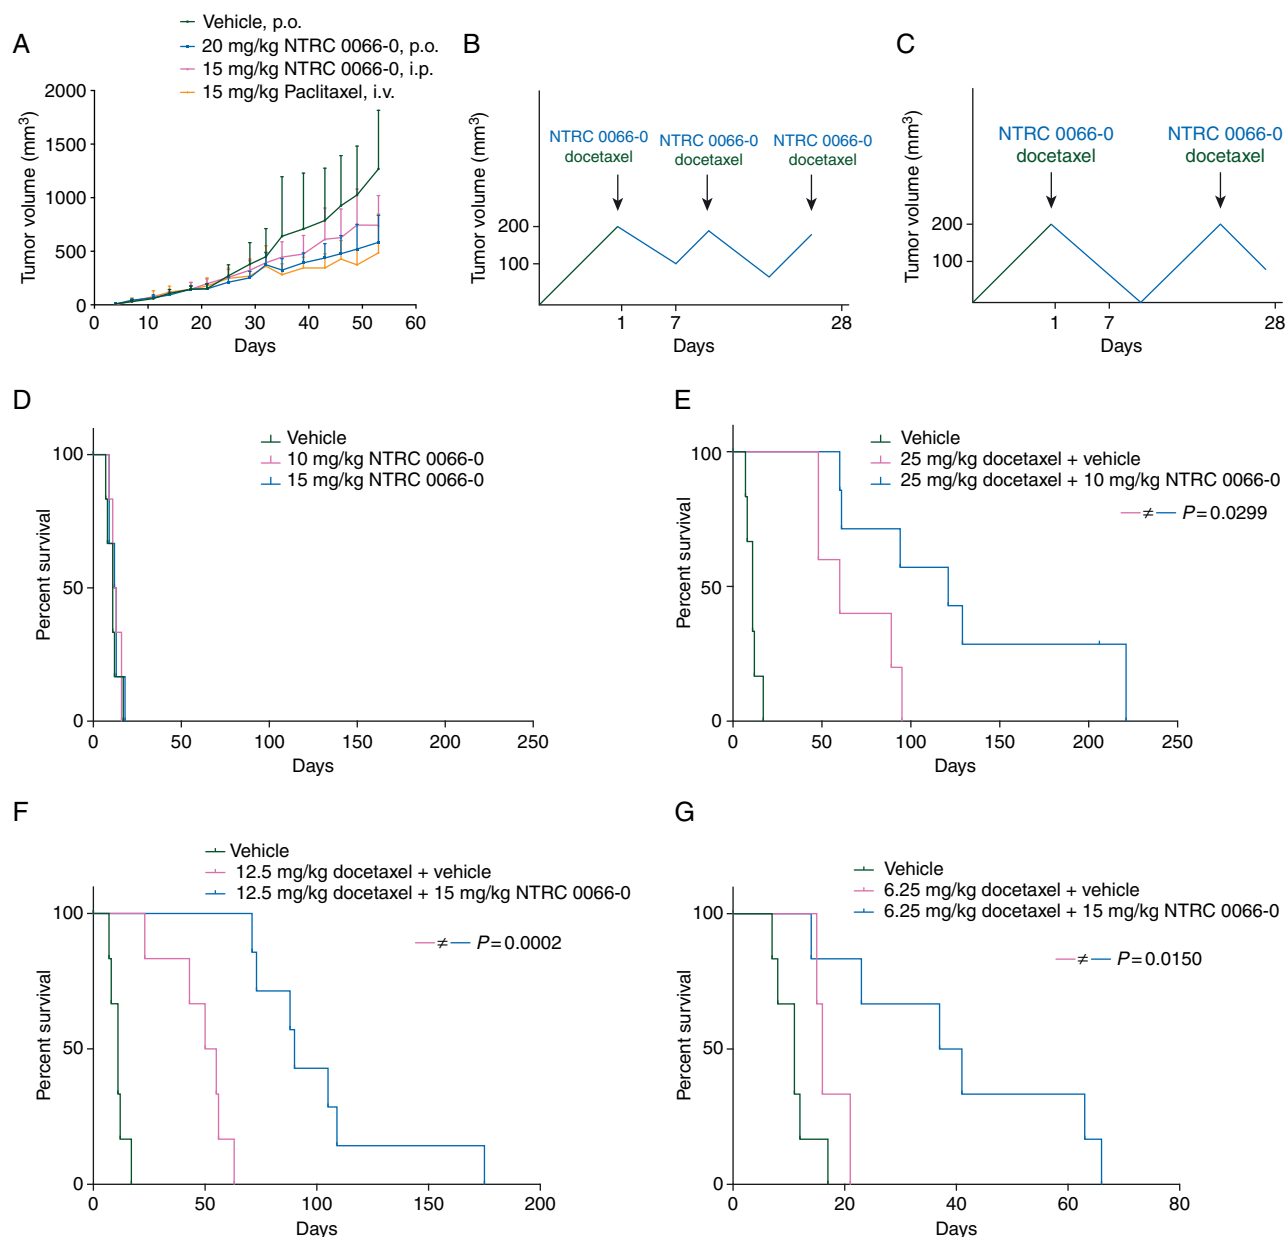 A
Vehicle, p.o.
20 mg/kg NTRC 0066-0, p.o.
15 mg/kg NTRC 0066-0, i.p.
15 mg/kg Paclitaxel, i.v.
Tumor volume (mm³)
2000
1500
1000
500
0
0 10 20 30 40 50 60
Days
B
Tumor volume (mm³)
NTRC 0066-0
docetaxel
NTRC 0066-0
docetaxel
NTRC 0066-0
docetaxel
200
100
1 7 28
Days
C
Tumor volume (mm³)
NTRC 0066-0
docetaxel
NTRC 0066-0
docetaxel
200
100
1 7 28
Days
D
Vehicle
10 mg/kg NTRC 0066-0
15 mg/kg NTRC 0066-0
Percent survival
100
50
0
0 50 100 150 200 250
Days
E
Vehicle
25 mg/kg docetaxel + vehicle
25 mg/kg docetaxel + 10 mg/kg NTRC 0066-0
≠ P = 0.0299
Percent survival
100
50
0
0 50 100 150 200 250
Days
F
Vehicle
12.5 mg/kg docetaxel + vehicle
12.5 mg/kg docetaxel + 15 mg/kg NTRC 0066-0
≠ P = 0.0002
Percent survival
100
50
0
0 50 100 150 200
Days
G
Vehicle
6.25 mg/kg docetaxel + vehicle
6.25 mg/kg docetaxel + 15 mg/kg NTRC 0066-0
≠ P = 0.0150
Percent survival
100
50
0
0 20 40 60 80
Days